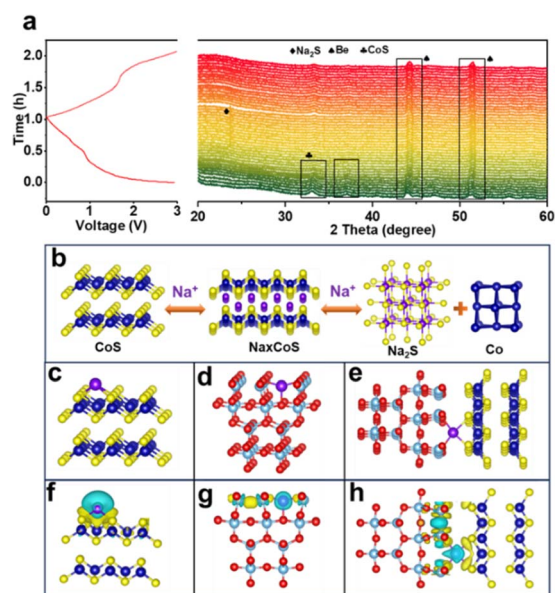 a
♦Na₂S ♠Be ♣CoS
2.0
1.5
1.0
0.5
0.0
Time (h)
0 1 2 3
Voltage (V)
♦
♣
♠ ♠
20 30 40 50 60
2 Theta (degree)
b
Na⁺ Na⁺
CoS NaxCoS Na₂S + Co
c d e
f g h